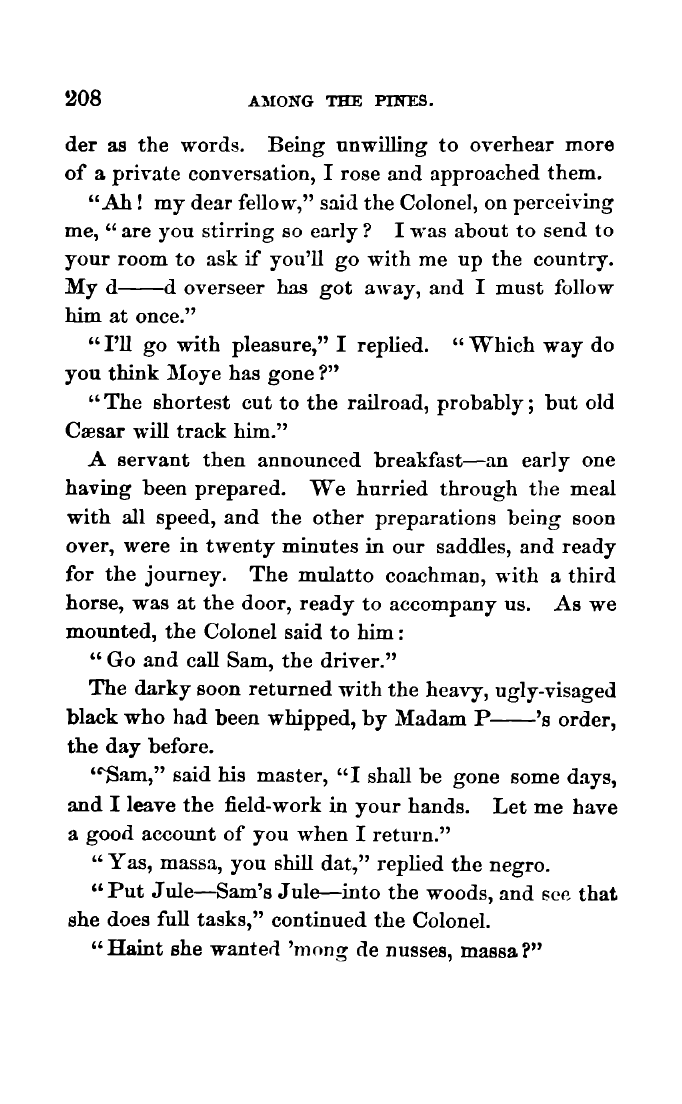 208 AMONG THE PINES.
der as the words. Being unwilling to overhear more
of a private conversation, I rose and approached them.
"Ah! my dear fellow," said the Colonel, on perceiving
me, "are you stirring so early? I was about to send to
your room to ask if you'll go with me up the country.
My d——d overseer has got away, and I must follow
him at once."
"I'll go with pleasure," I replied. "Which way do
you think Moye has gone?"
"The shortest cut to the railroad, probably; but old
Cæsar will track him."
A servant then announced breakfast—an early one
having been prepared. We hurried through the meal
with all speed, and the other preparations being soon
over, were in twenty minutes in our saddles, and ready
for the journey. The mulatto coachman, with a third
horse, was at the door, ready to accompany us. As we
mounted, the Colonel said to him:
"Go and call Sam, the driver."
The darky soon returned with the heavy, ugly-visaged
black who had been whipped, by Madam P——'s order,
the day before.
"Sam," said his master, "I shall be gone some days,
and I leave the field-work in your hands. Let me have
a good account of you when I return."
"Yas, massa, you shill dat," replied the negro.
"Put Jule—Sam's Jule—into the woods, and see that
she does full tasks," continued the Colonel.
"Haint she wanted 'mong de nusses, massa?"